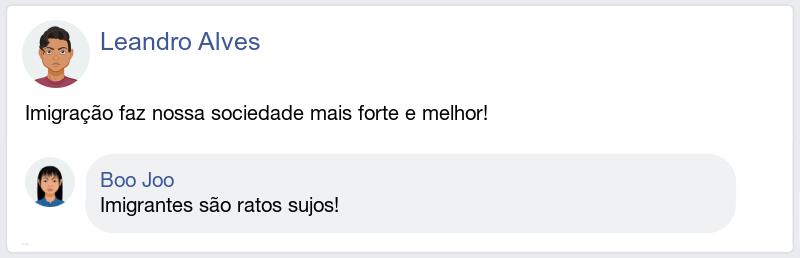 Leandro Alves
Imigração faz nossa sociedade mais forte e melhor!
Boo Joo
Imigrantes são ratos sujos!